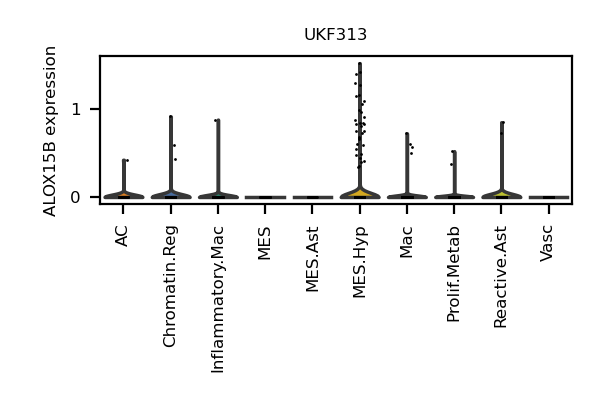 UKF313
ALOX15B expression
1
0
AC
Chromatin.Reg
Inflammatory.Mac
MES
MES.Ast
MES.Hyp
Mac
Prolif.Metab
Reactive.Ast
Vasc